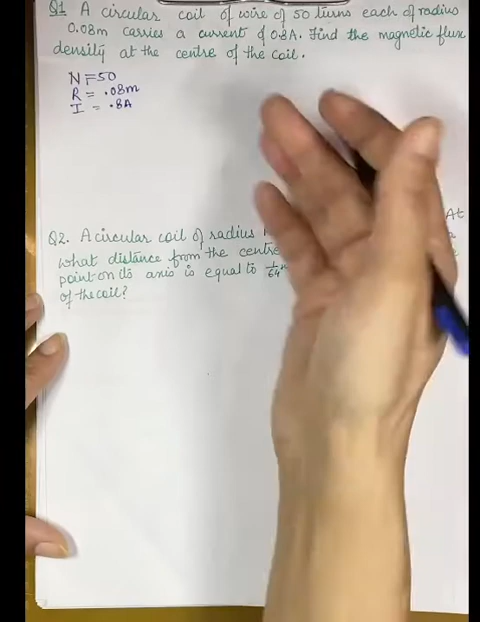 Q1 A circular coil of wire of 50 turns each of radius
0.08m carries a current of 0.8A. Find the magnetic flux
density at the centre of the coil.
N = 50
R = .08m
I = .8A
At
Q2. A circular coil of radius
what distance from the centre
point on its axis is equal to 1/64
of the coil?